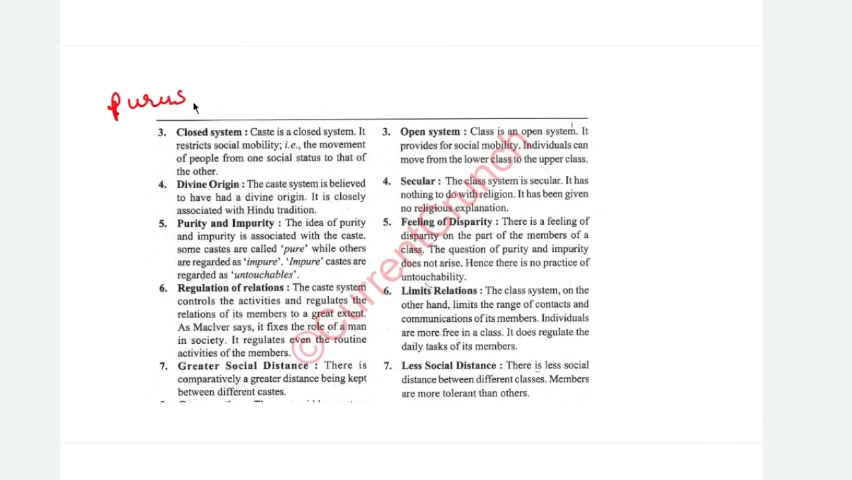 purus
3. Closed system : Caste is a closed system. It
restricts social mobility; i.e., the movement
of people from one social status to that of
the other.
4. Divine Origin : The caste system is believed
to have had a divine origin. It is closely
associated with Hindu tradition.
5. Purity and Impurity : The idea of purity
and impurity is associated with the caste.
some castes are called 'pure' while others
are regarded as 'impure'. 'Impure' castes are
regarded as 'untouchables'.
6. Regulation of relations : The caste system
controls the activities and regulates the
relations of its members to a great extent.
As MacIver says, it fixes the role of a man
in society. It regulates even the routine
activities of the members.
7. Greater Social Distance : There is
comparatively a greater distance being kept
between different castes.
3. Open system : Class is an open system. It
provides for social mobility. Individuals can
move from the lower class to the upper class.
4. Secular : The class system is secular. It has
nothing to do with religion. It has been given
no religious explanation.
5. Feeling of Disparity : There is a feeling of
disparity on the part of the members of a
class. The question of purity and impurity
does not arise. Hence there is no practice of
untouchability.
6. Limits Relations : The class system, on the
other hand, limits the range of contacts and
communications of its members. Individuals
are more free in a class. It does regulate the
daily tasks of its members.
7. Less Social Distance : There is less social
distance between different classes. Members
are more tolerant than others.
©CurrentCrunch